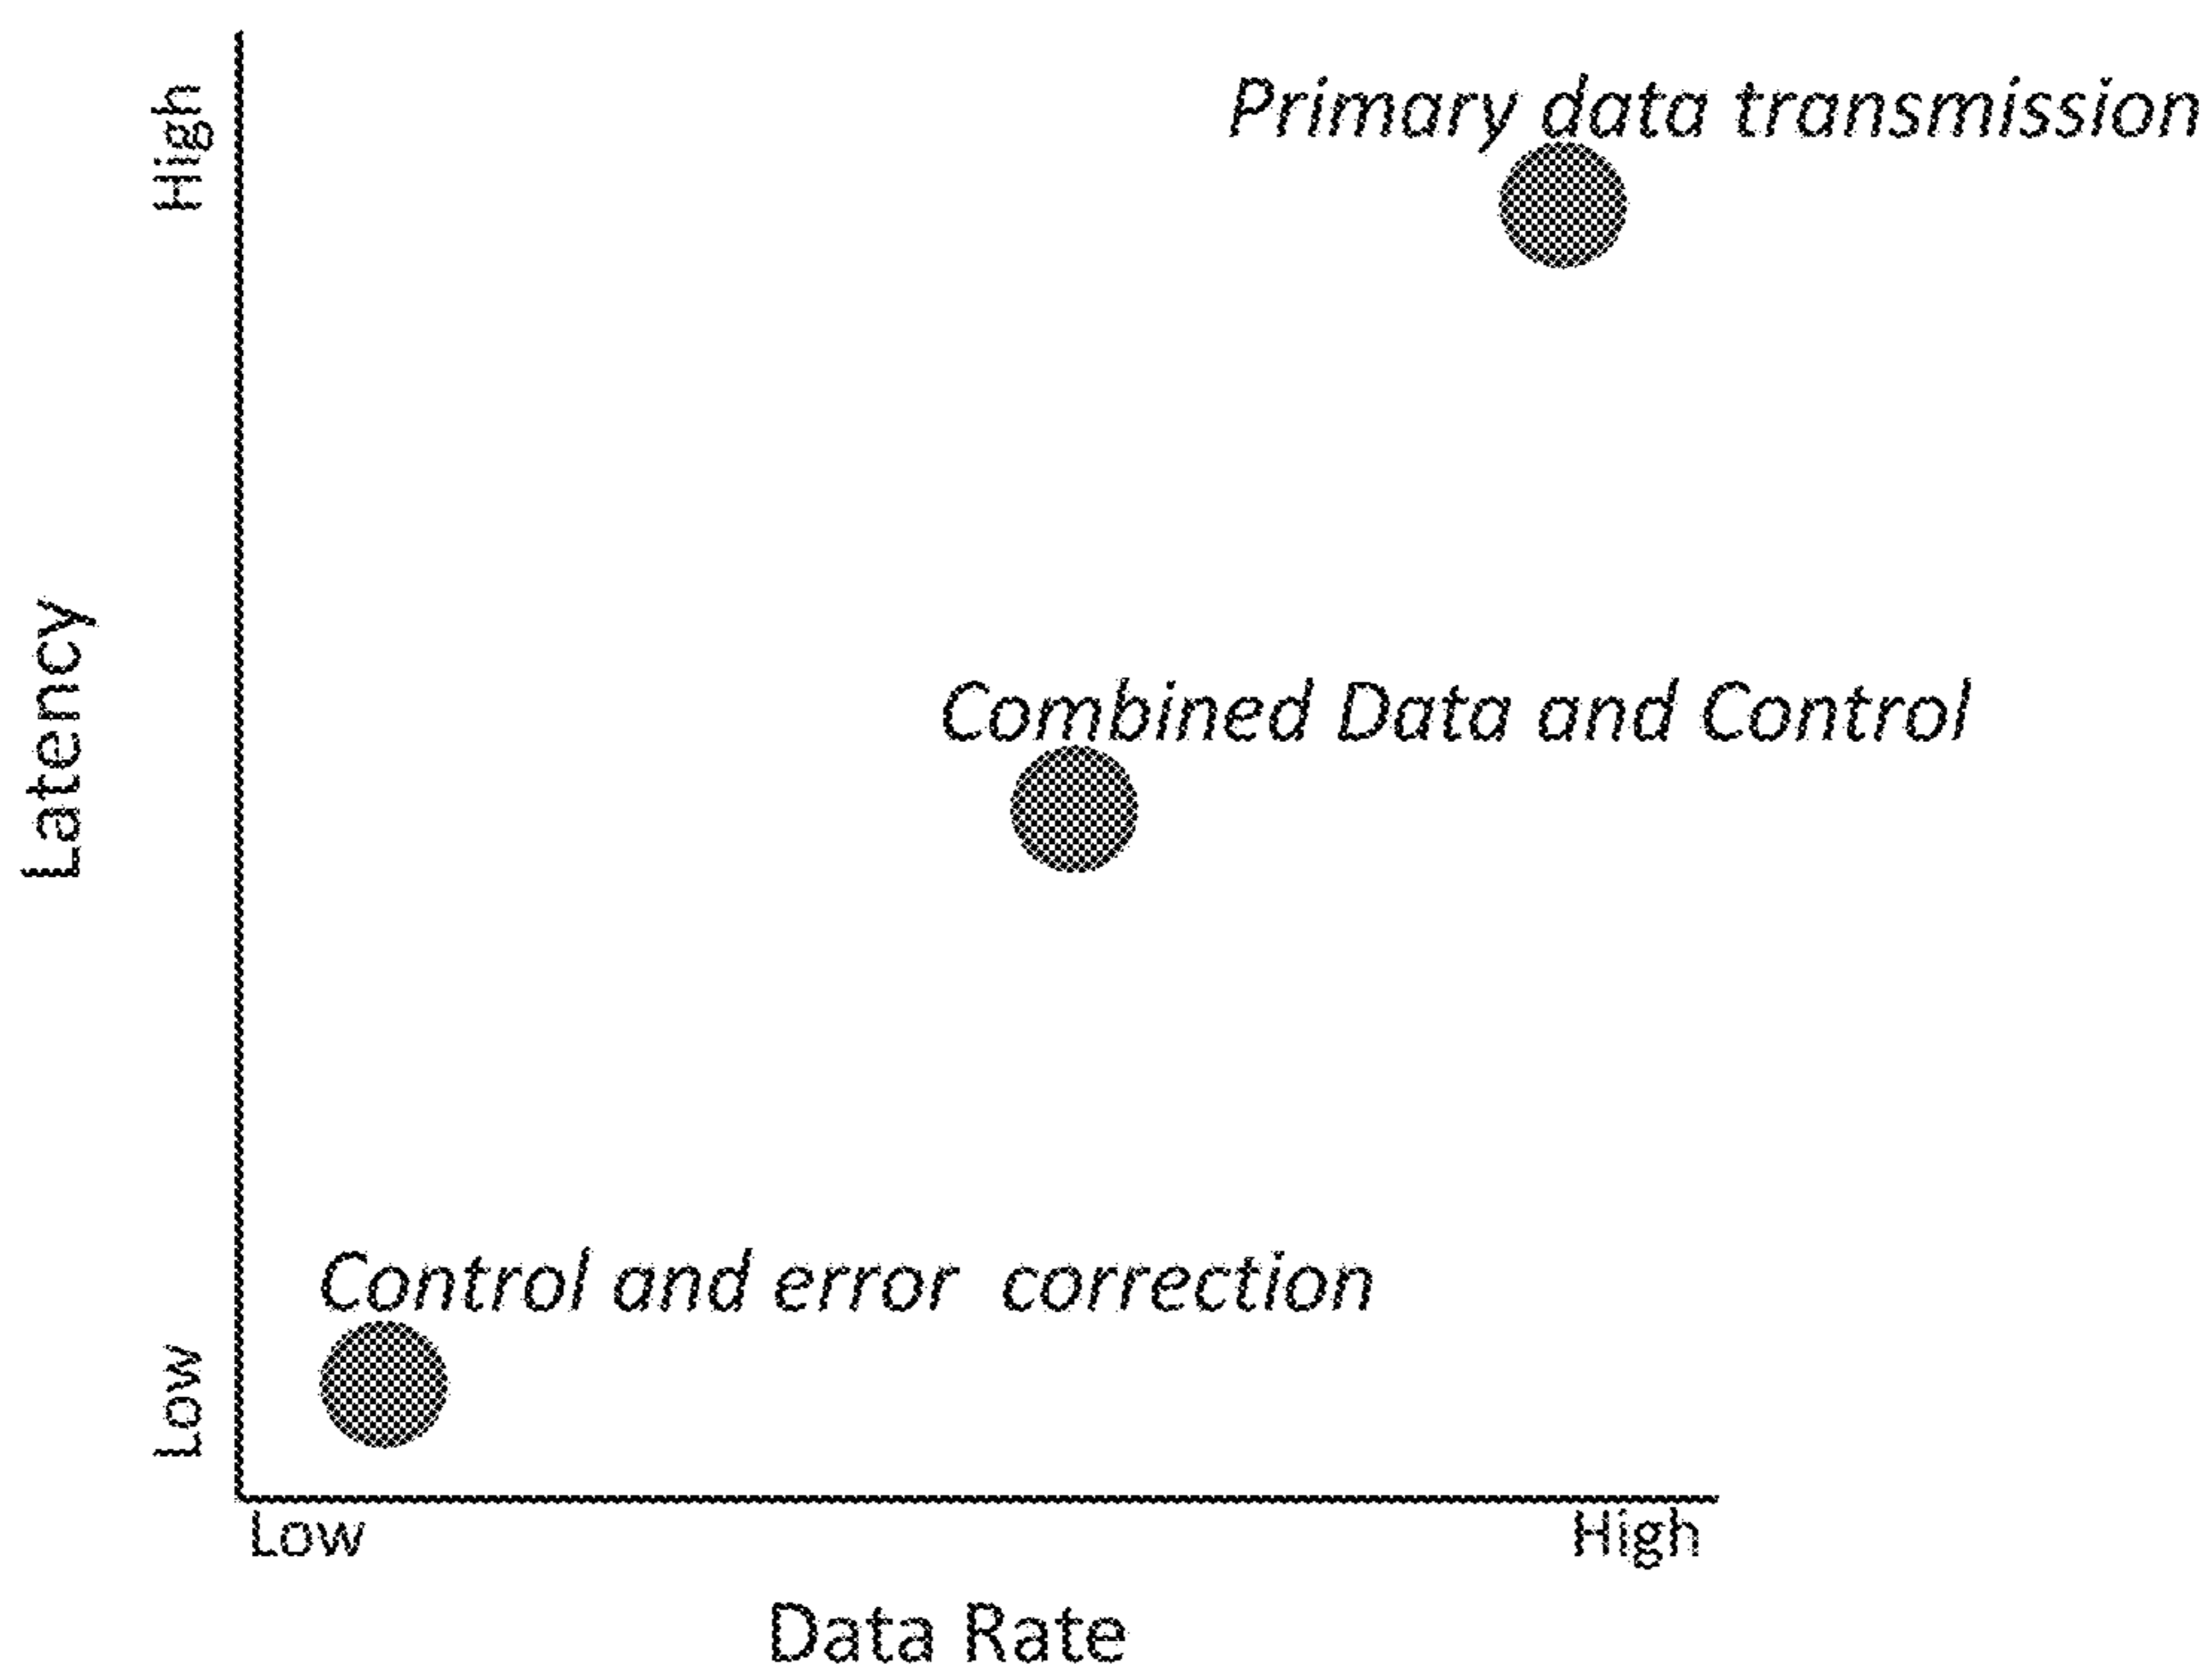 High
Primary data transmission
Latency
Combined Data and Control
Control and error correction
Low
Low
High
Data Rate